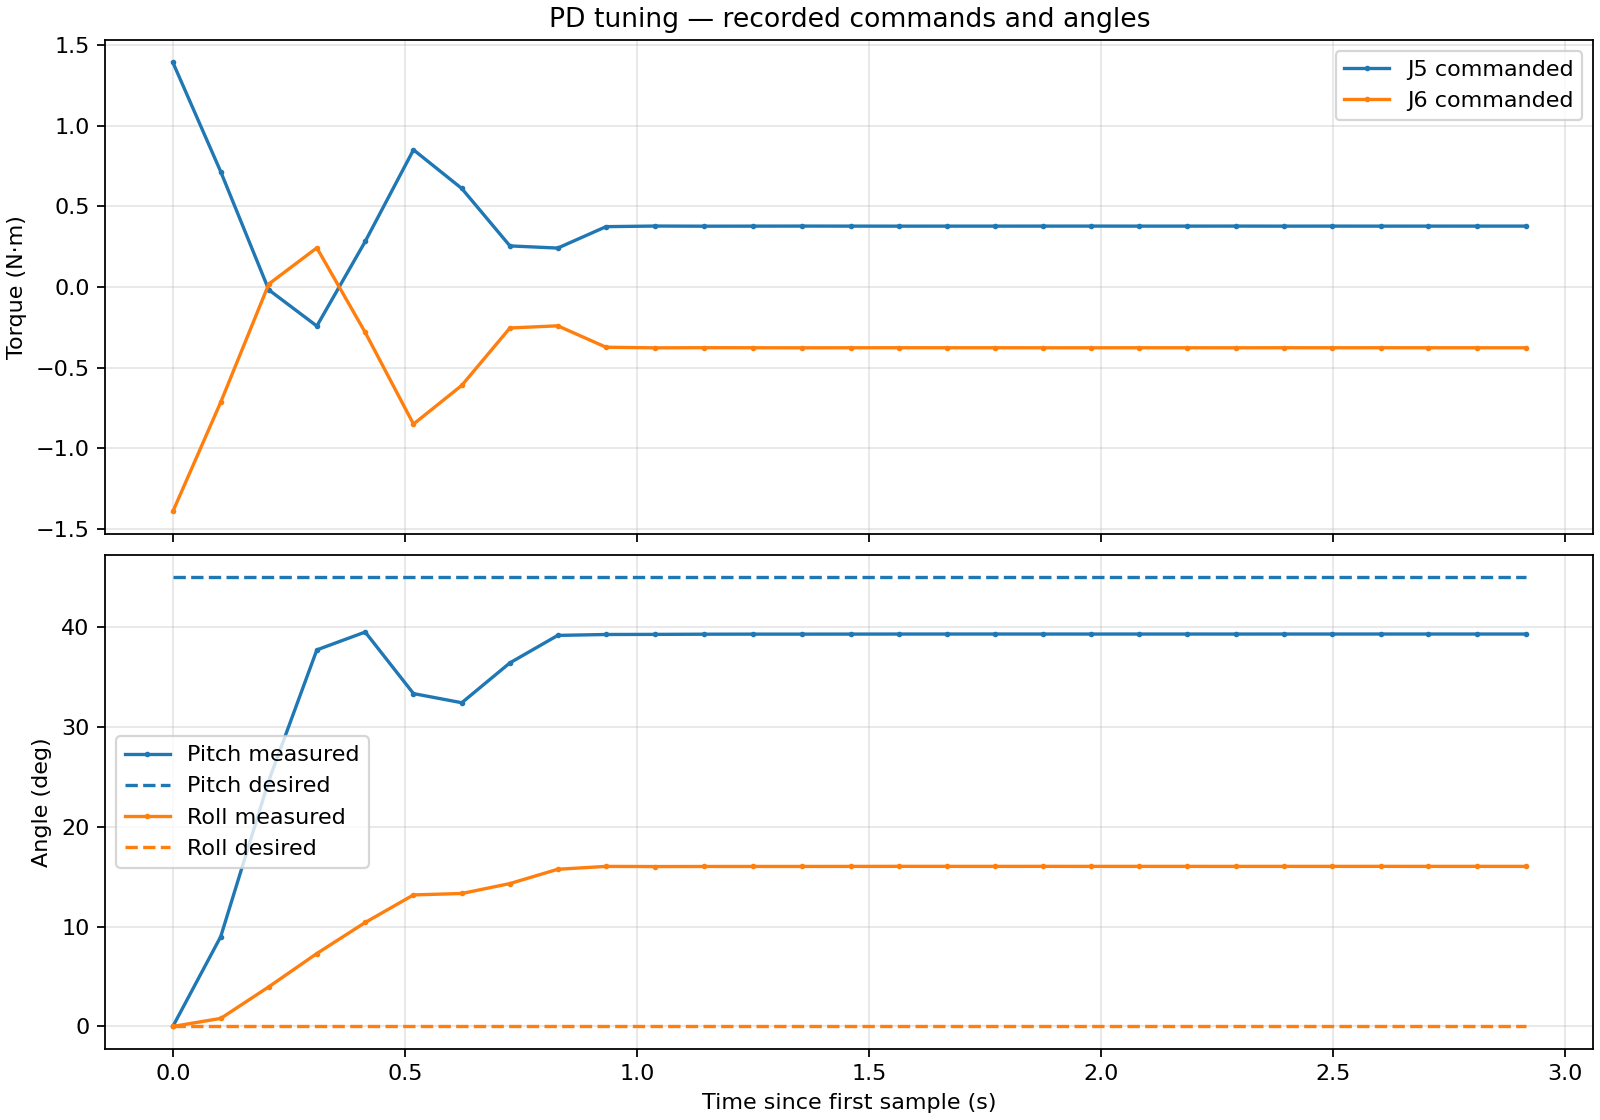 PD tuning — recorded commands and angles
1.5
1.0
0.5
0.0
−0.5
−1.0
−1.5
Torque (N·m)
J5 commanded
J6 commanded
40
30
20
10
0
Angle (deg)
Pitch measured
Pitch desired
Roll measured
Roll desired
0.0 0.5 1.0 1.5 2.0 2.5 3.0
Time since first sample (s)